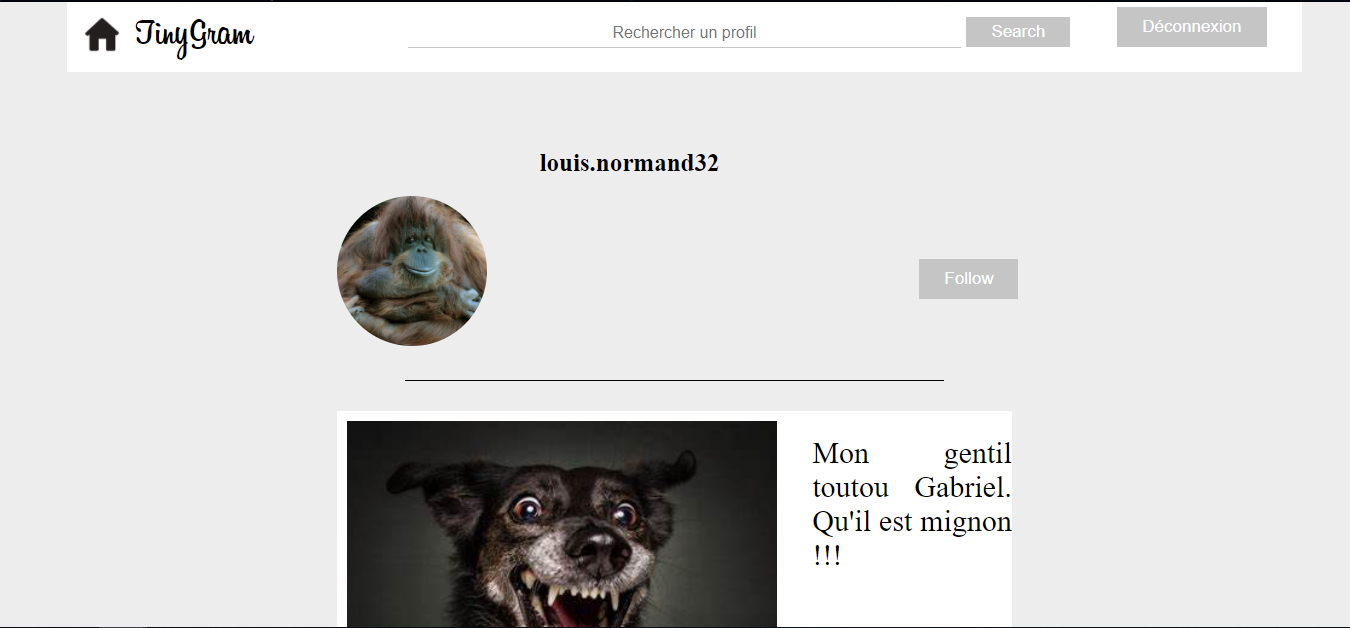 TinyGram
Rechercher un profil
Search
Déconnexion
louis.normand32
Follow
Mon gentil
toutou Gabriel.
Qu'il est mignon
!!!